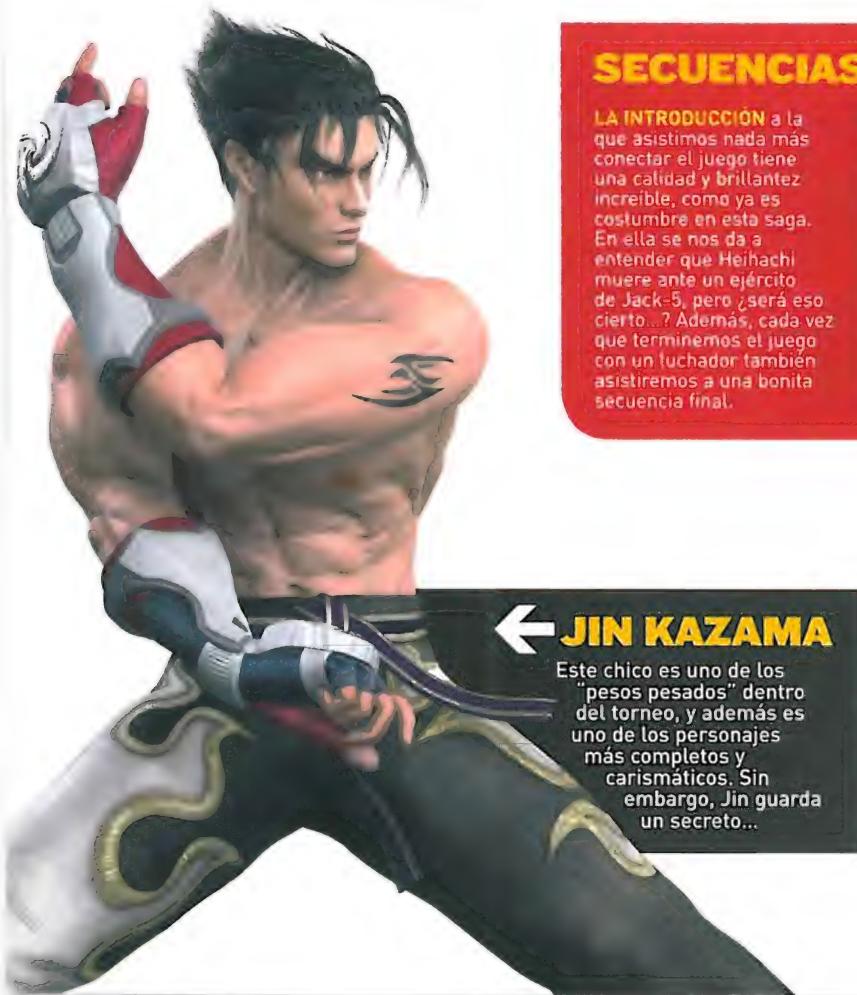 SECUENCIAS
LA INTRODUCCIÓN a la
que asistimos nada más
conectar el juego tiene
una calidad y brillantez
increíble, como ya es
costumbre en esta saga.
En ella se nos da a
entender que Heihachi
muere ante un ejército
de Jack-5, pero ¿será eso
cierto...? Además, cada vez
que terminemos el juego
con un luchador también
asistiremos a una bonita
secuencia final.
JIN KAZAMA
Este chico es uno de los
"pesos pesados" dentro
del torneo, y además es
uno de los personajes
más completos y
carismáticos. Sin
embargo, Jin guarda
un secreto...